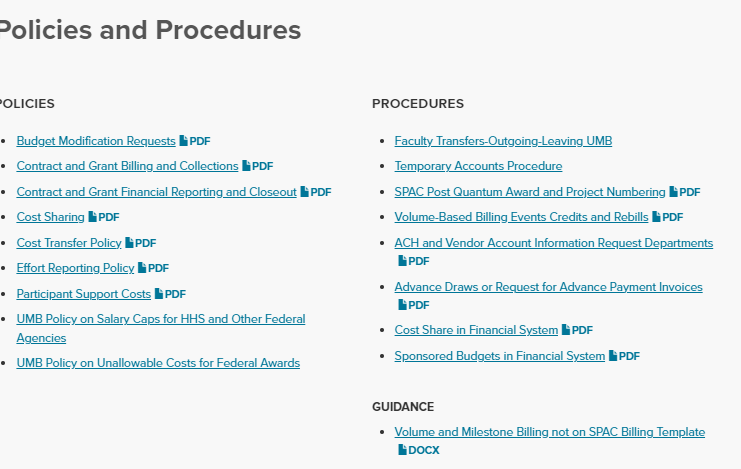 Policies and Procedures
POLICIES
Budget Modification Requests PDF
Contract and Grant Billing and Collections PDF
Contract and Grant Financial Reporting and Closeout PDF
Cost Sharing PDF
Cost Transfer Policy PDF
Effort Reporting Policy PDF
Participant Support Costs PDF
UMB Policy on Salary Caps for HHS and Other Federal
Agencies
UMB Policy on Unallowable Costs for Federal Awards
PROCEDURES
Faculty Transfers-Outgoing-Leaving UMB
Temporary Accounts Procedure
SPAC Post Quantum Award and Project Numbering PDF
Volume-Based Billing Events Credits and Rebills PDF
ACH and Vendor Account Information Request Departments
PDF
Advance Draws or Request for Advance Payment Invoices
PDF
Cost Share in Financial System PDF
Sponsored Budgets in Financial System PDF
GUIDANCE
Volume and Milestone Billing not on SPAC Billing Template
DOCX